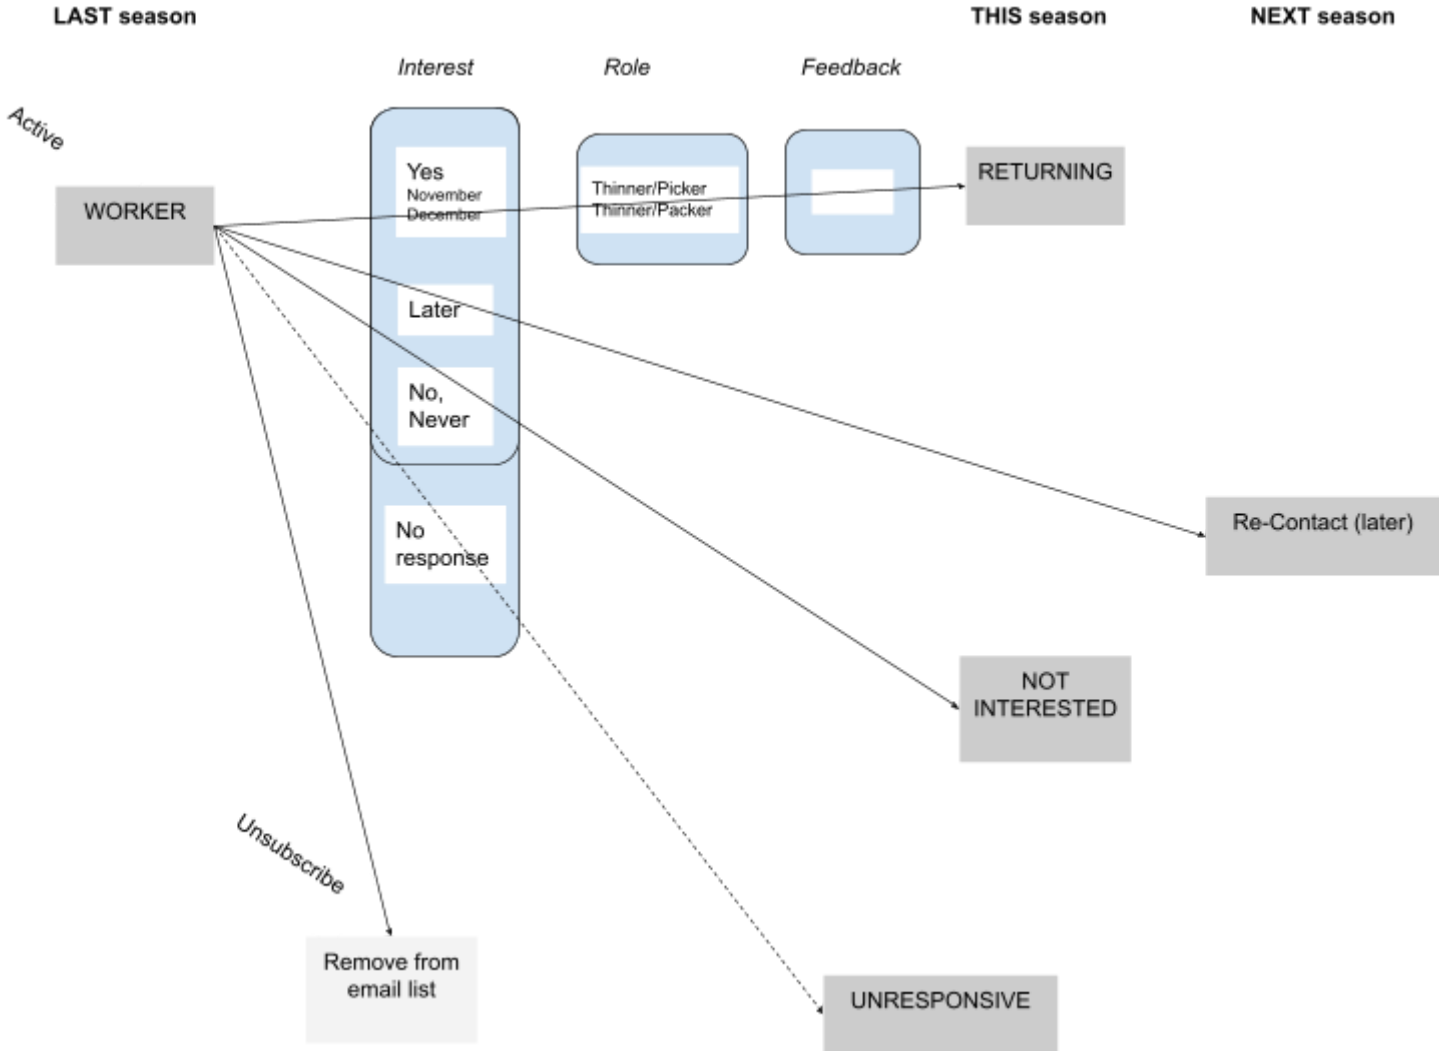 LAST season
THIS season
NEXT season
Interest
Role
Feedback
Active
WORKER
Yes
November
December
Thinner/Picker
Thinner/Packer
RETURNING
Later
No,
Never
No
response
Re-Contact (later)
NOT
INTERESTED
Unsubscribe
Remove from
email list
UNRESPONSIVE